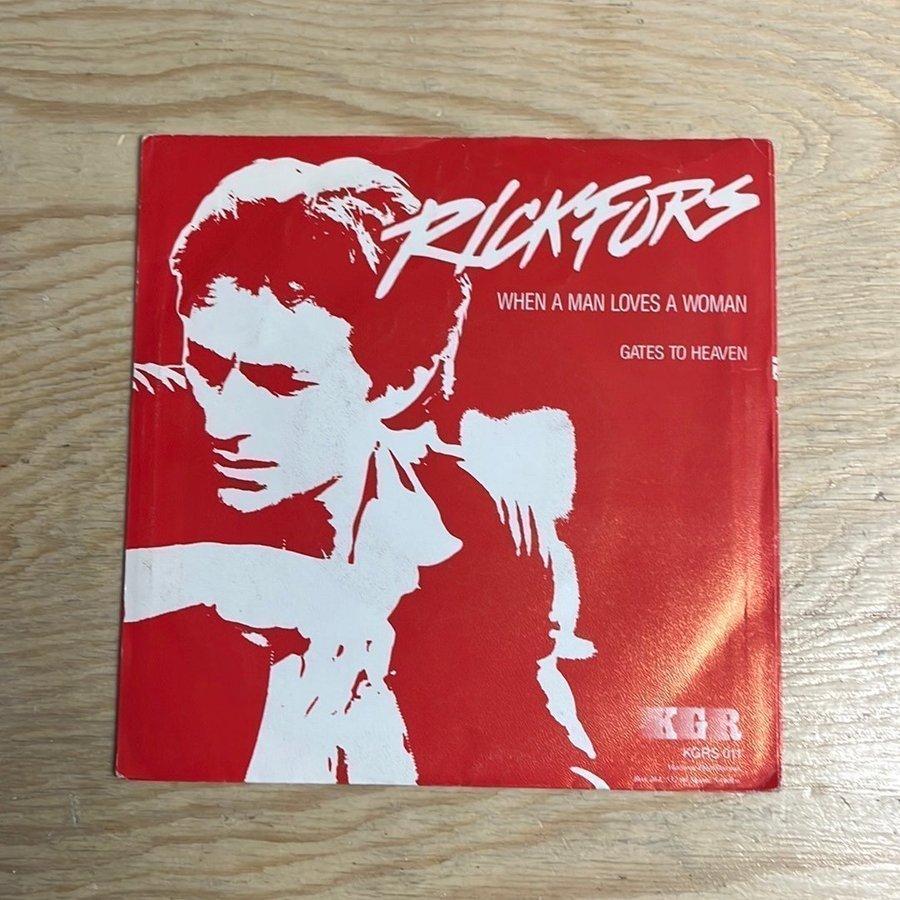 RICKFORS
WHEN A MAN LOVES A WOMAN
GATES TO HEAVEN
KGR
KGRS 011